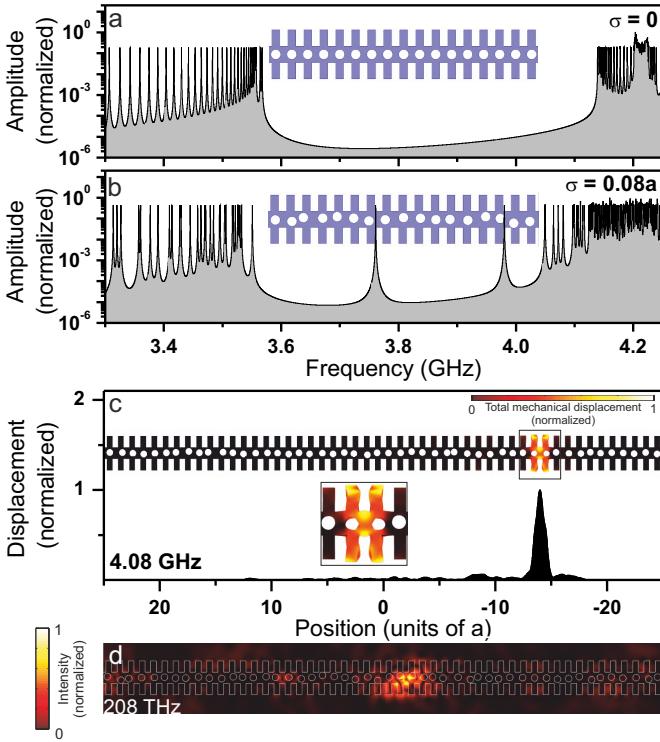 a
σ = 0
Amplitude
(normalized)
10⁰
10⁻³
10⁻⁶
b
σ = 0.08a
Amplitude
(normalized)
10⁰
10⁻³
10⁻⁶
3.4 3.6 3.8 4.0 4.2
Frequency (GHz)
c
Displacement
(normalized)
2
1
0 Total mechanical displacement 1
(normalized)
4.08 GHz
20 10 0 -10 -20
Position (units of a)
1
Intensity
(normalized)
0
d
208 THz